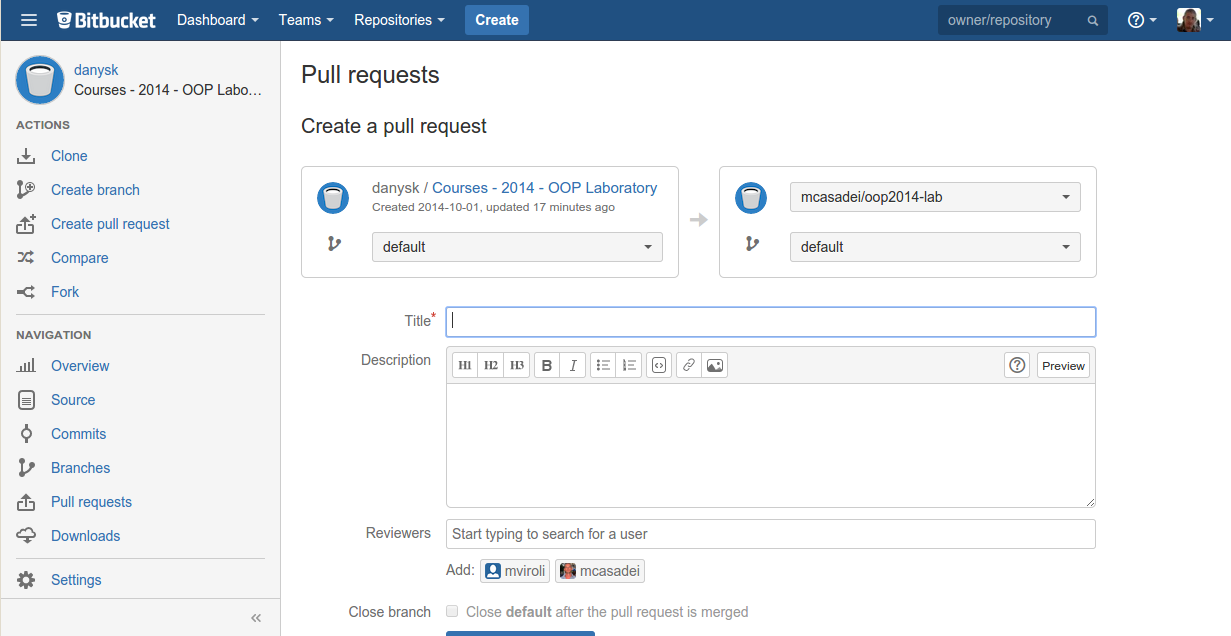 Bitbucket Dashboard Teams Repositories Create owner/repository
danysk
Courses - 2014 - OOP Labo...
ACTIONS
Clone
Create branch
Create pull request
Compare
Fork
NAVIGATION
Overview
Source
Commits
Branches
Pull requests
Downloads
Settings
«
Pull requests
Create a pull request
danysk / Courses - 2014 - OOP Laboratory
Created 2014-10-01, updated 17 minutes ago
default
mcasadei/oop2014-lab
default
Title*
Description
H1 H2 H3 B I Preview
Reviewers
Start typing to search for a user
Add: mviroli mcasadei
Close branch Close default after the pull request is merged